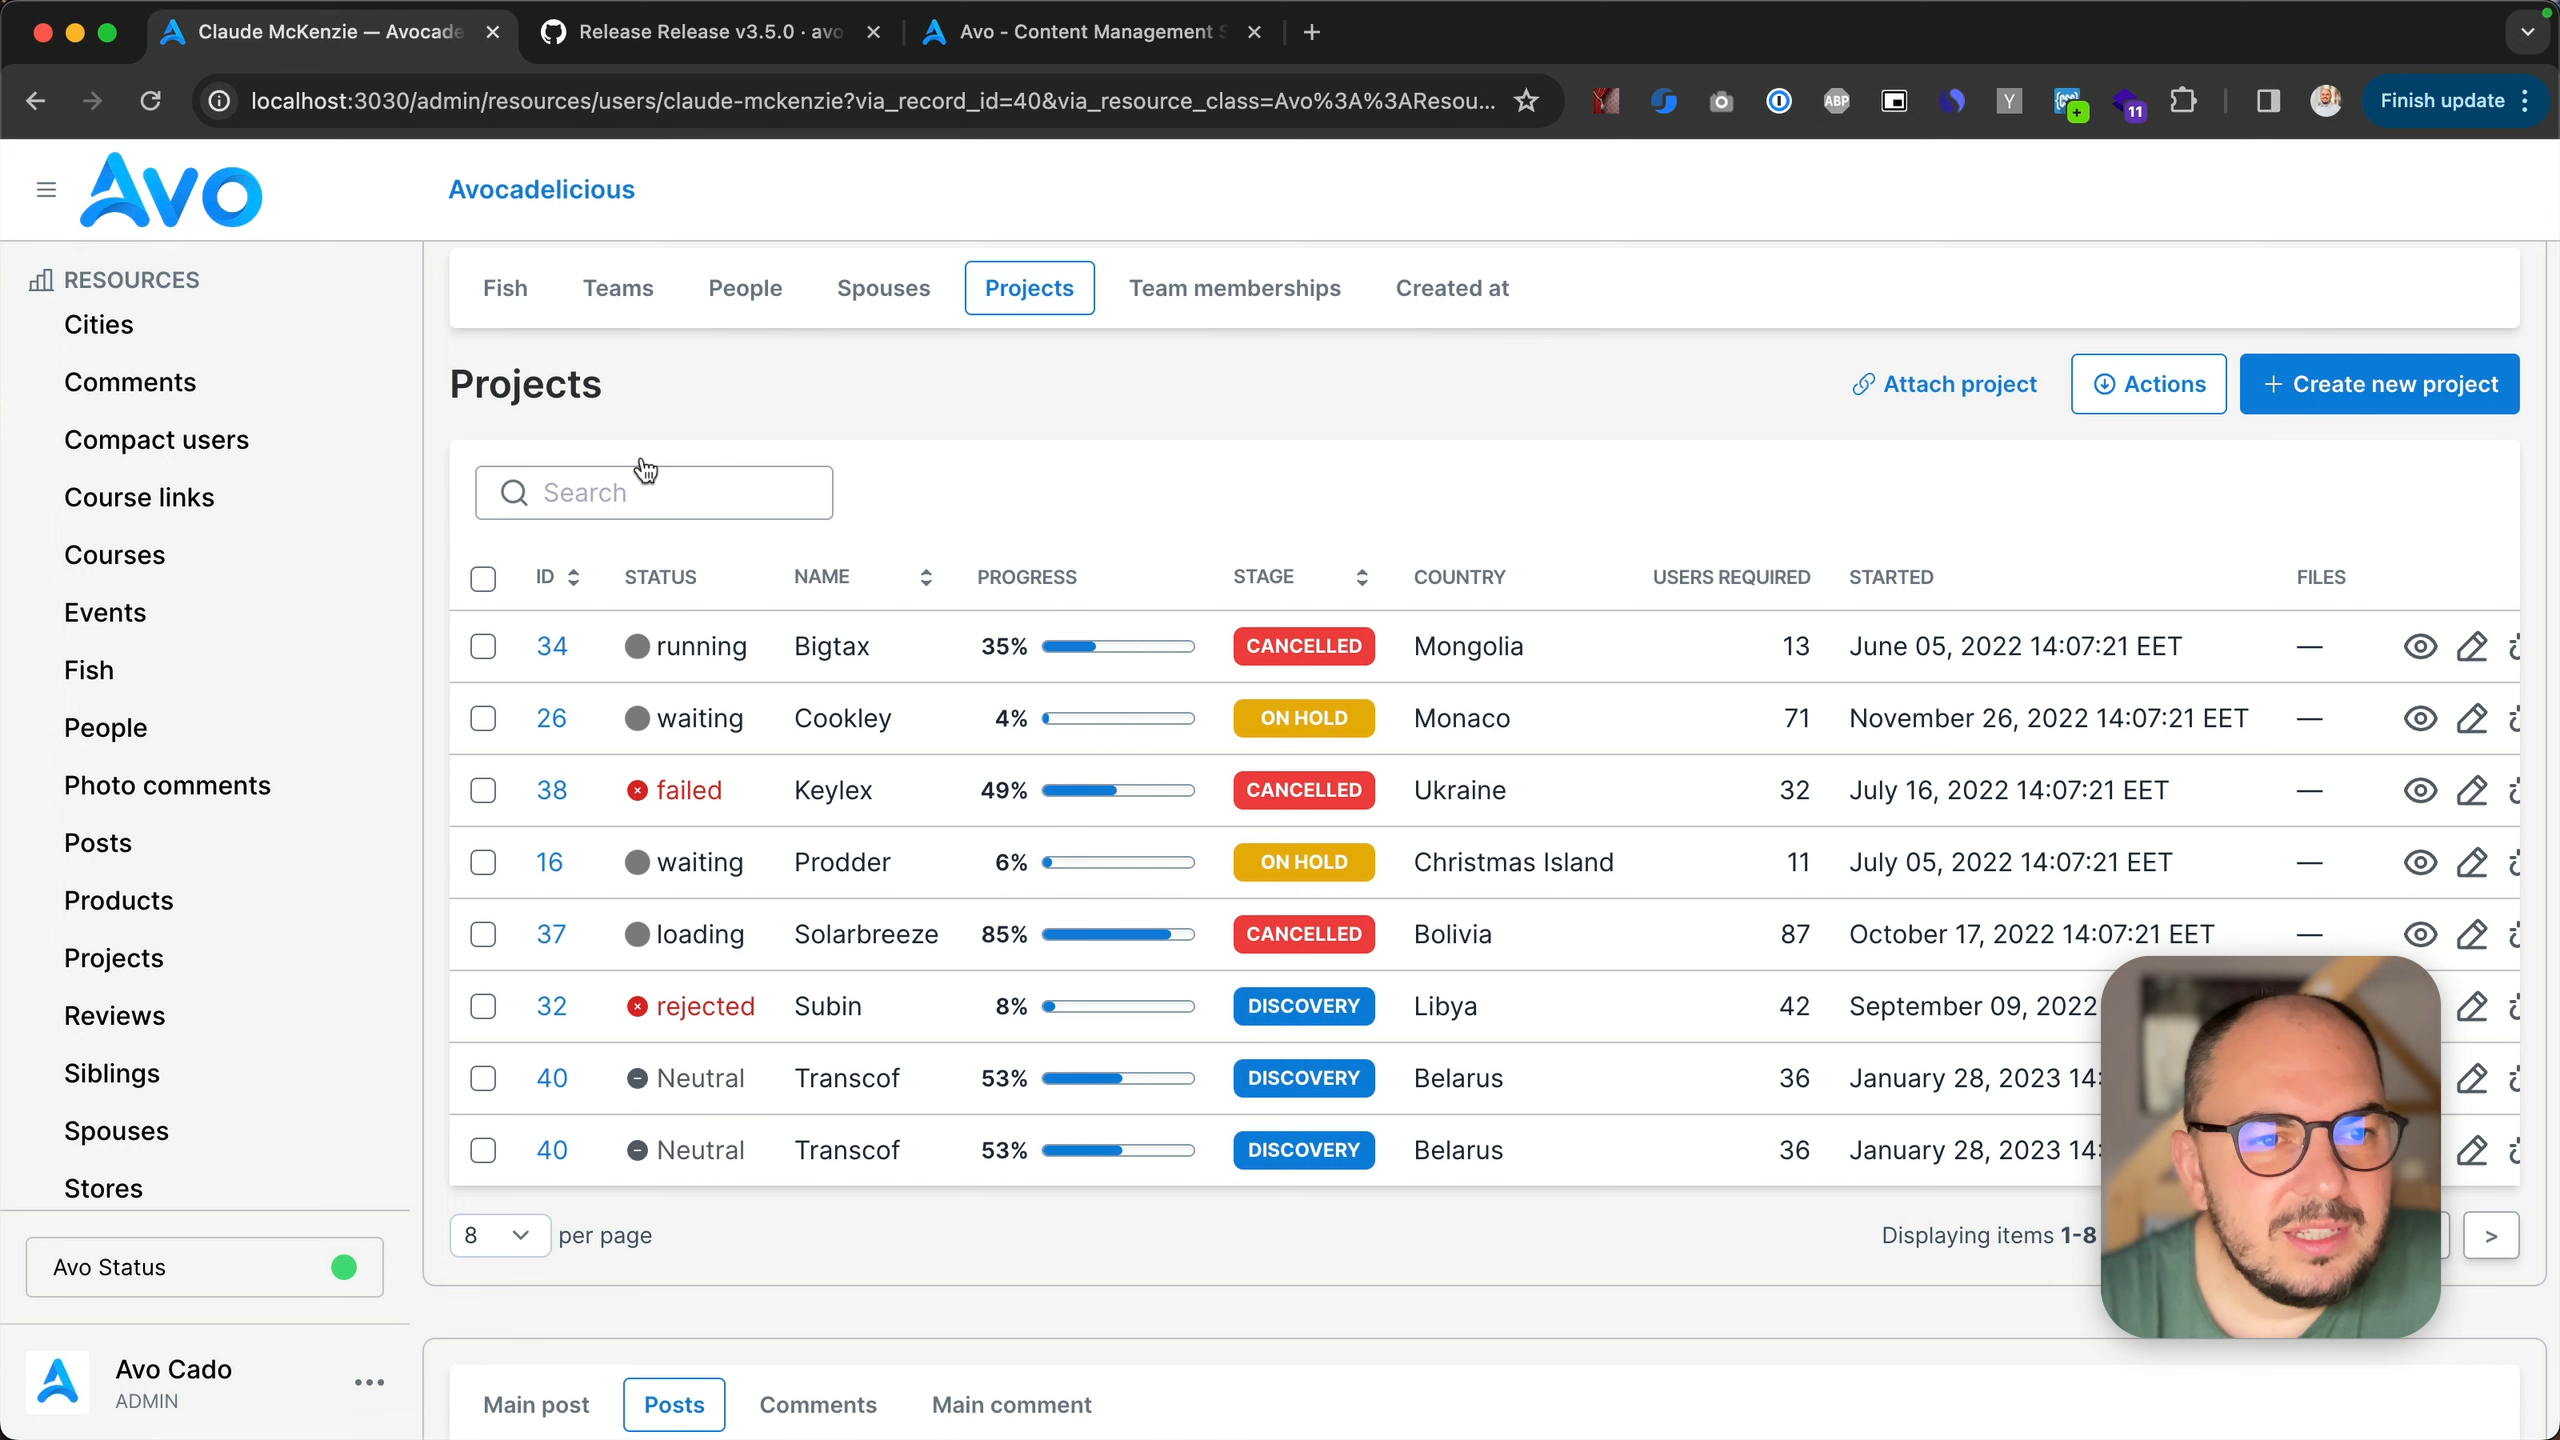 Claude McKenzie — Avocade
Release Release v3.5.0 · avo
Avo - Content Management S
localhost:3030/admin/resources/users/claude-mckenzie?via_record_id=40&via_resource_class=Avo%3A%3AResou...
ABP
Y
11
Finish update
Avo
Avocadelicious
RESOURCES
Cities
Comments
Compact users
Course links
Courses
Events
Fish
People
Photo comments
Posts
Products
Projects
Reviews
Siblings
Spouses
Stores
Avo Status
Avo Cado
ADMIN
Fish Teams People Spouses Projects Team memberships Created at
Projects
Attach project Actions + Create new project
Search
ID STATUS NAME PROGRESS STAGE COUNTRY USERS REQUIRED STARTED FILES
34 running Bigtax 35% CANCELLED Mongolia 13 June 05, 2022 14:07:21 EET —
26 waiting Cookley 4% ON HOLD Monaco 71 November 26, 2022 14:07:21 EET —
38 failed Keylex 49% CANCELLED Ukraine 32 July 16, 2022 14:07:21 EET —
16 waiting Prodder 6% ON HOLD Christmas Island 11 July 05, 2022 14:07:21 EET —
37 loading Solarbreeze 85% CANCELLED Bolivia 87 October 17, 2022 14:07:21 EET —
32 rejected Subin 8% DISCOVERY Libya 42 September 09, 2022
40 Neutral Transcof 53% DISCOVERY Belarus 36 January 28, 2023 14:
40 Neutral Transcof 53% DISCOVERY Belarus 36 January 28, 2023 14:
8 per page
Displaying items 1-8
>
Main post Posts Comments Main comment